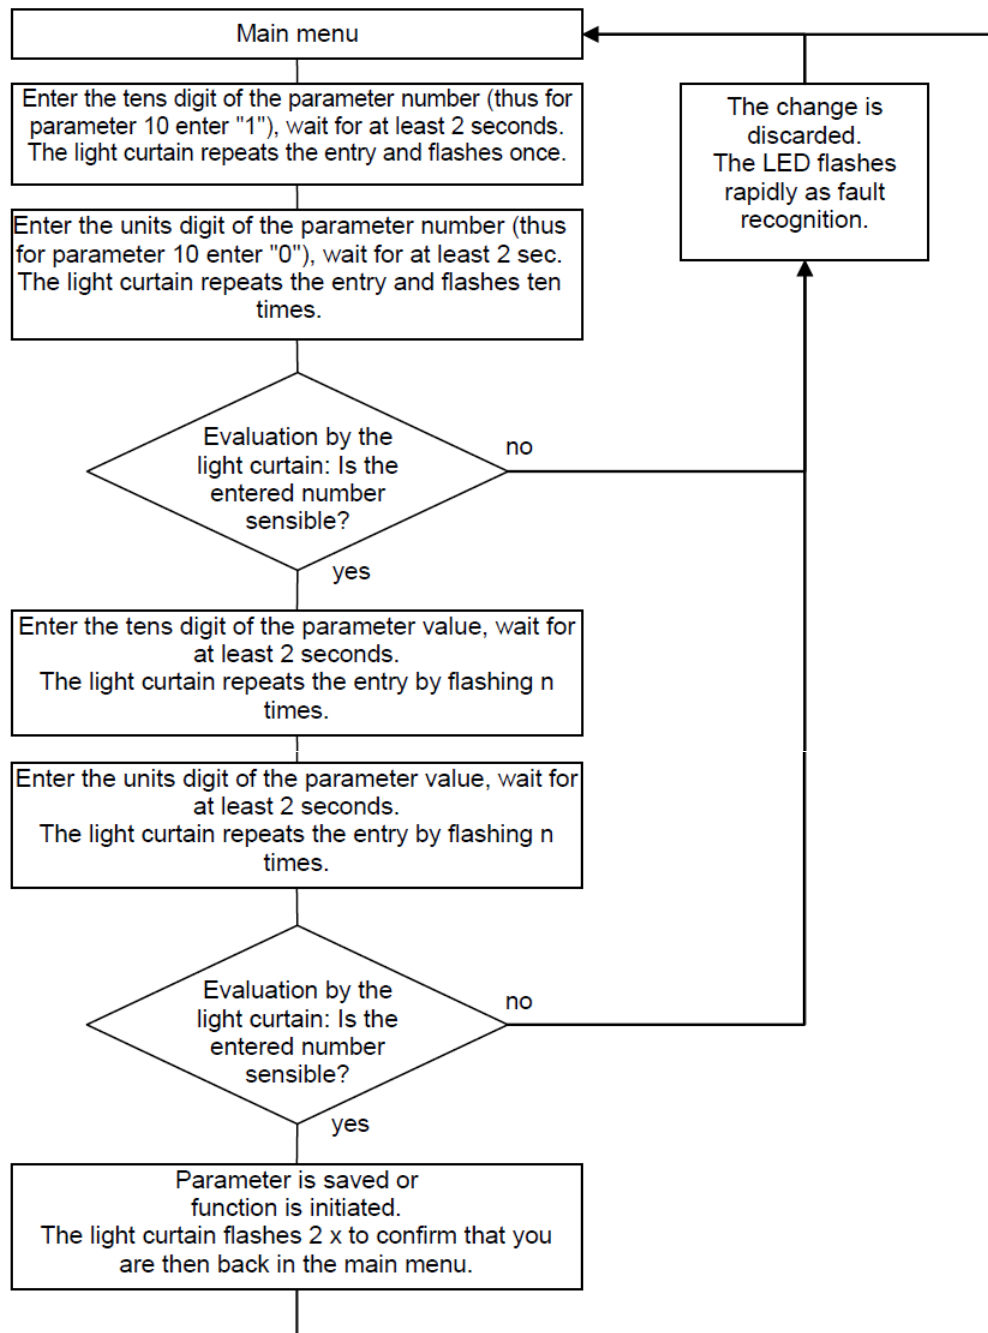 Main menu
Enter the tens digit of the parameter number (thus for
parameter 10 enter "1"), wait for at least 2 seconds.
The light curtain repeats the entry and flashes once.
The change is
discarded.
The LED flashes
rapidly as fault
recognition.
Enter the units digit of the parameter number (thus
for parameter 10 enter "0"), wait for at least 2 sec.
The light curtain repeats the entry and flashes ten
times.
Evaluation by the
light curtain: Is the
entered number
sensible?
no
yes
Enter the tens digit of the parameter value, wait for
at least 2 seconds.
The light curtain repeats the entry by flashing n
times.
Enter the units digit of the parameter value, wait for
at least 2 seconds.
The light curtain repeats the entry by flashing n
times.
Evaluation by the
light curtain: Is the
entered number
sensible?
no
yes
Parameter is saved or
function is initiated.
The light curtain flashes 2 x to confirm that you
are then back in the main menu.